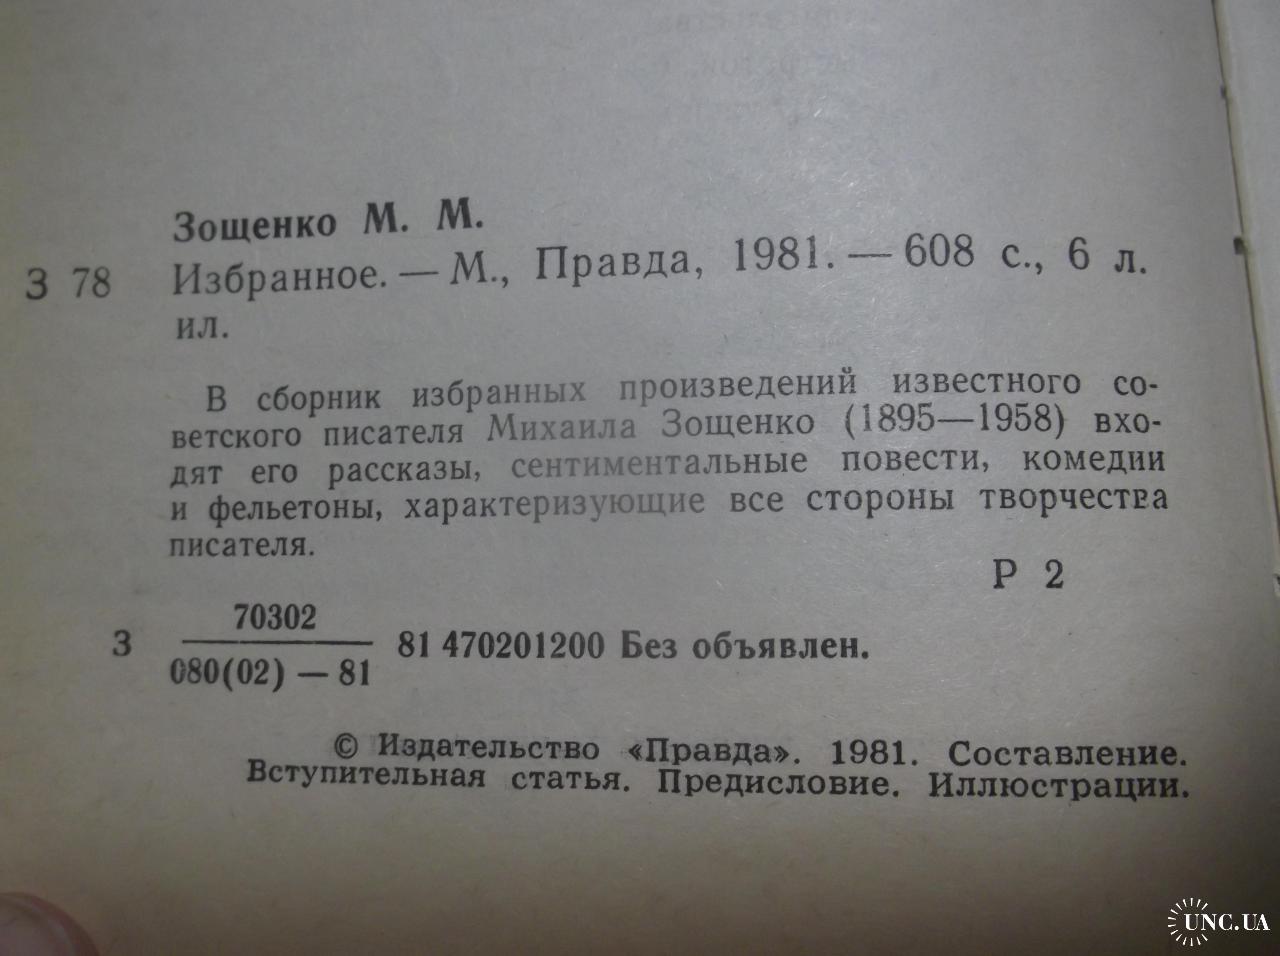 Зощенко М. М.
З 78 Избранное. — М., Правда, 1981. — 608 с., 6 л.
ил.
В сборник избранных произведений известного со-
ветского писателя Михаила Зощенко (1895—1958) вхо-
дят его рассказы, сентиментальные повести, комедии
и фельетоны, характеризующие все стороны творчества
писателя.
Р 2
70302
З 81 470201200 Без объявлен.
080(02) — 81
© Издательство «Правда». 1981. Составление.
Вступительная статья. Предисловие. Иллюстрации.
UNC.UA